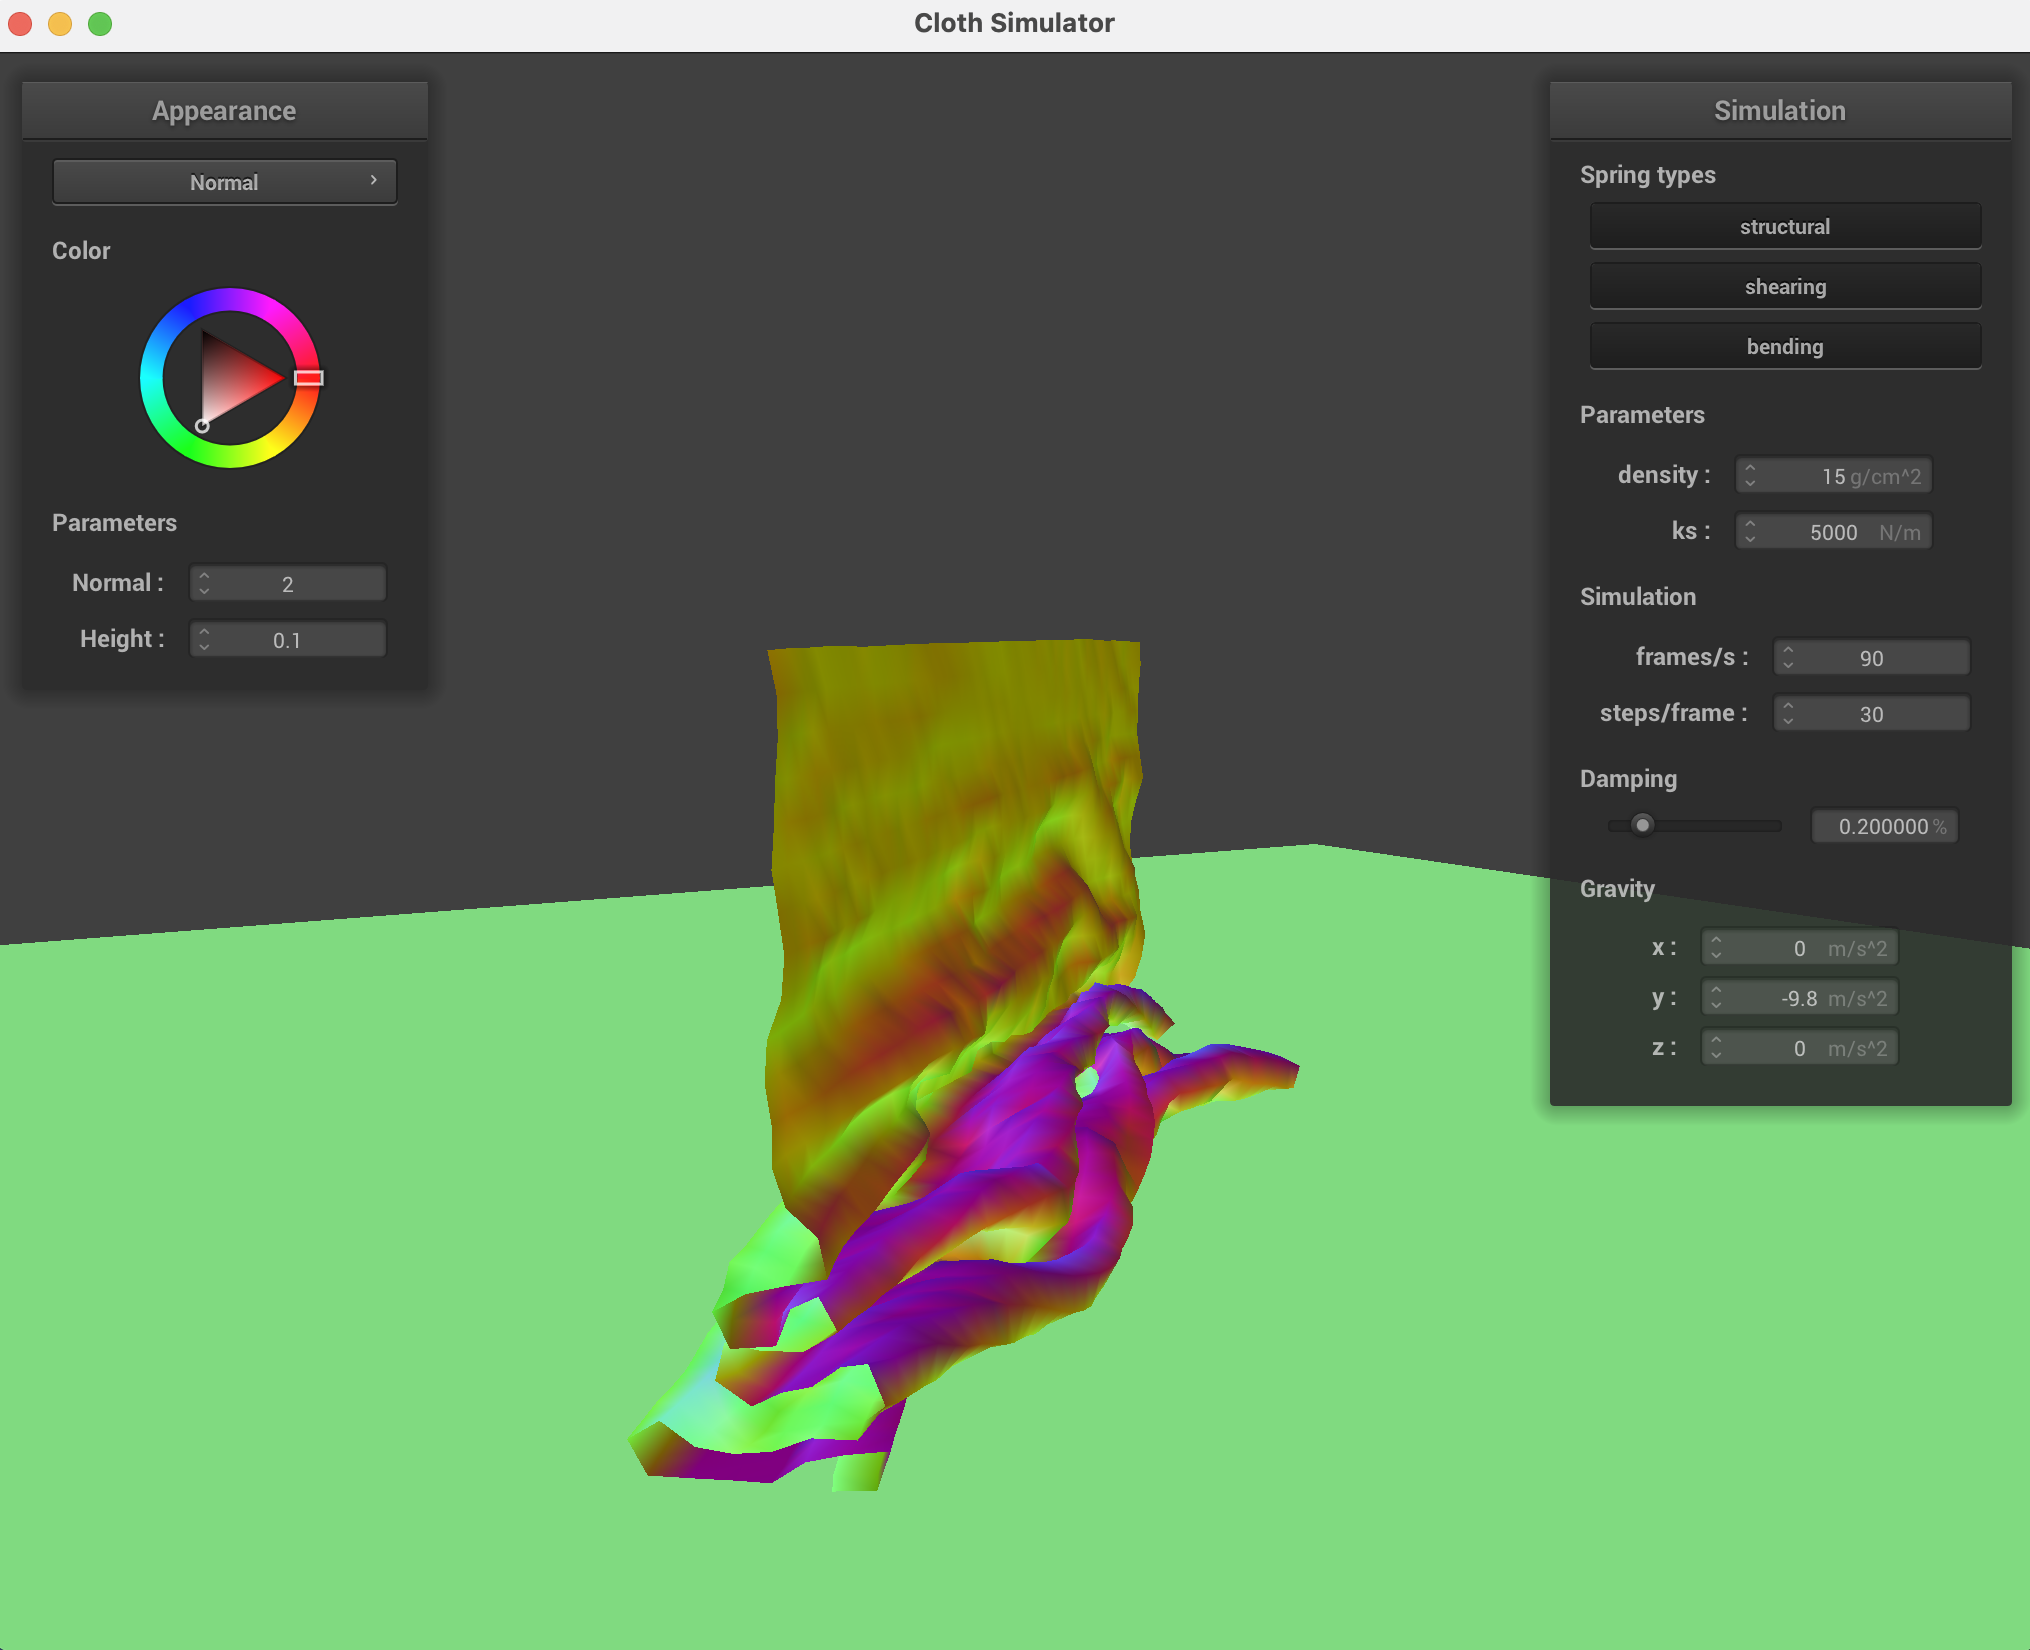 Cloth Simulator
Appearance
Normal
Color
Parameters
Normal : 2
Height : 0.1
Simulation
Spring types
structural
shearing
bending
Parameters
density : 15 g/cm^2
ks : 5000 N/m
Simulation
frames/s : 90
steps/frame : 30
Damping
0.200000 %
Gravity
x : 0 m/s^2
y : -9.8 m/s^2
z : 0 m/s^2